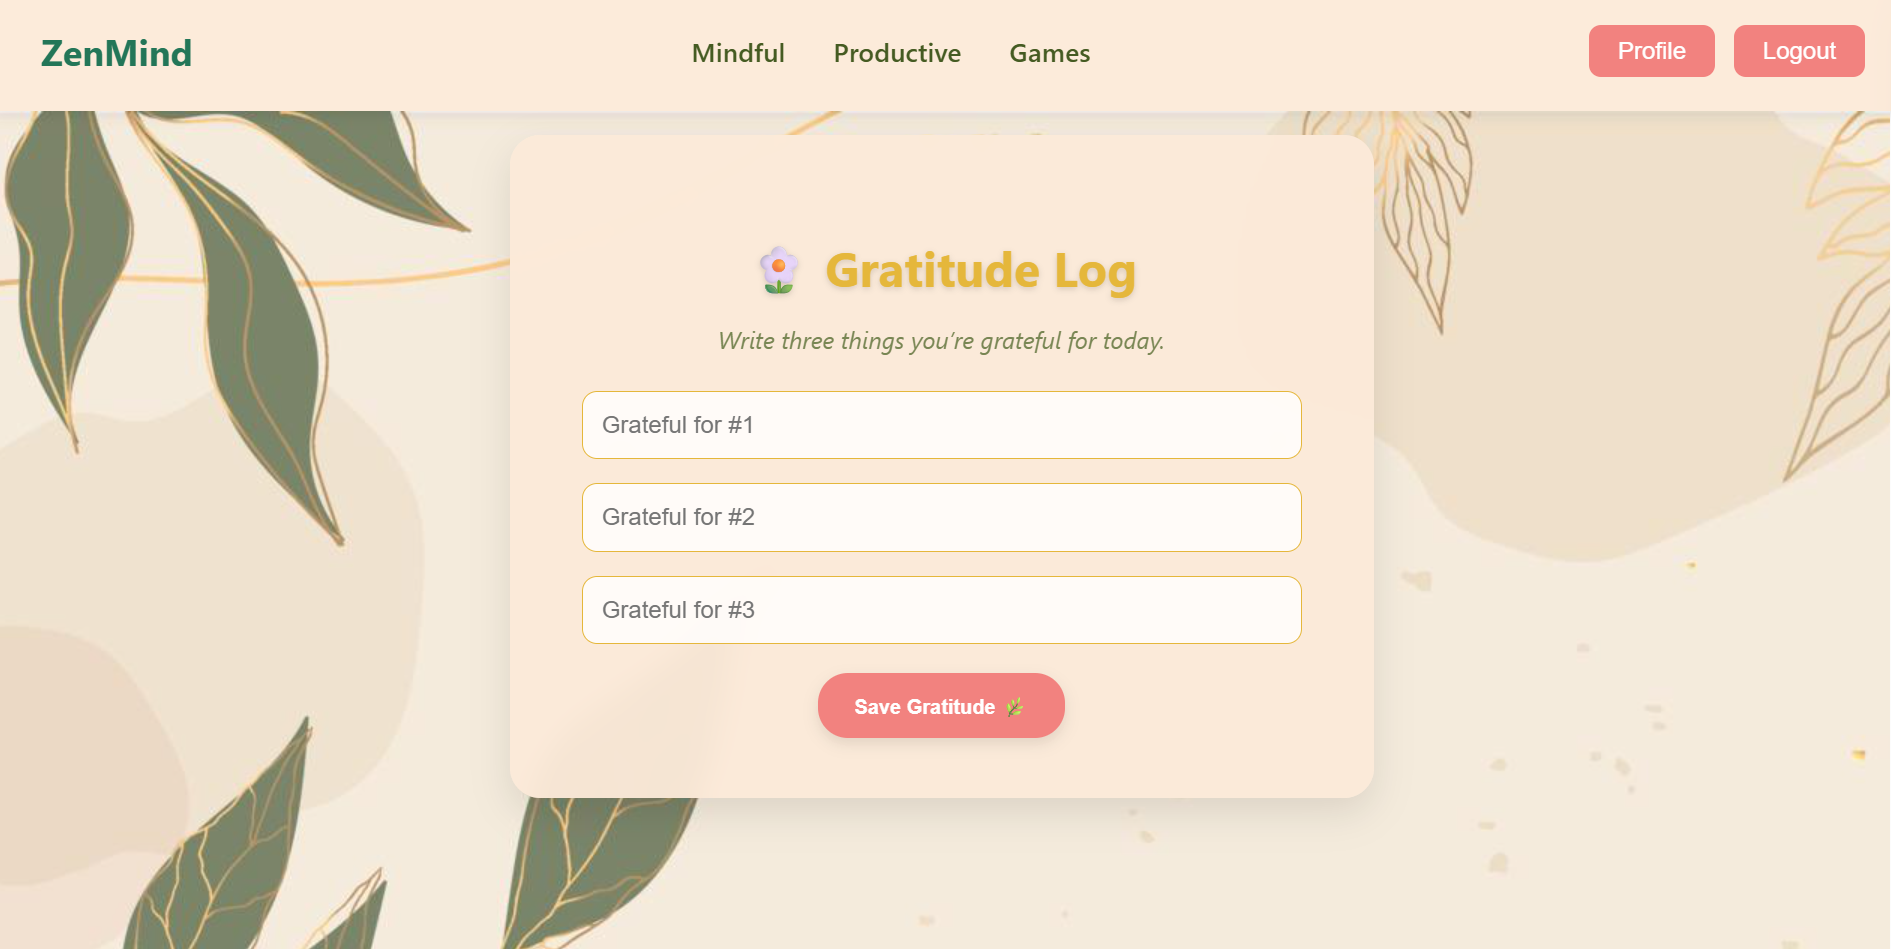 ZenMind
Mindful
Productive
Games
Profile
Logout
Gratitude Log
Write three things you’re grateful for today.
Grateful for #1
Grateful for #2
Grateful for #3
Save Gratitude